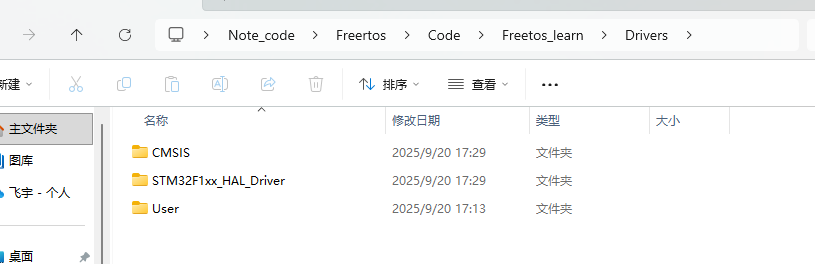 Note_code > Freertos > Code > Freetos_learn > Drivers >
新建 排序 查看 ...
名称 修改日期 类型 大小
主文件夹
CMSIS 2025/9/20 17:29 文件夹
图库
STM32F1xx_HAL_Driver 2025/9/20 17:29 文件夹
飞宇 - 个人
User 2025/9/20 17:13 文件夹
桌面